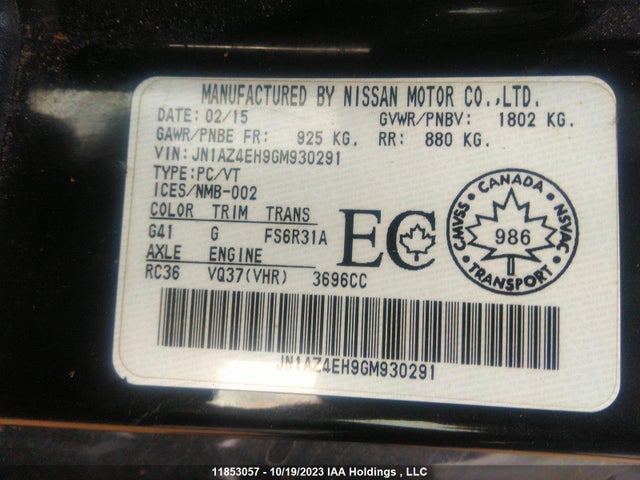 MANUFACTURED BY NISSAN MOTOR CO.,LTD.
DATE: 02/15 GVWR/PNBV: 1802 KG.
GAWR/PNBE FR: 925 KG. RR: 880 KG.
VIN: JN1AZ4EH9GM930291
TYPE: PC/VT
ICES/NMB-002
COLOR TRIM TRANS
G41 G FS6R31A
AXLE ENGINE
RC36 VQ37(VHR) 3696CC
EC
CANADA
CMVSS NSVAC
986
TRANSPORT
JN1AZ4EH9GM930291
11853057 - 10/19/2023 IAA Holdings , LLC